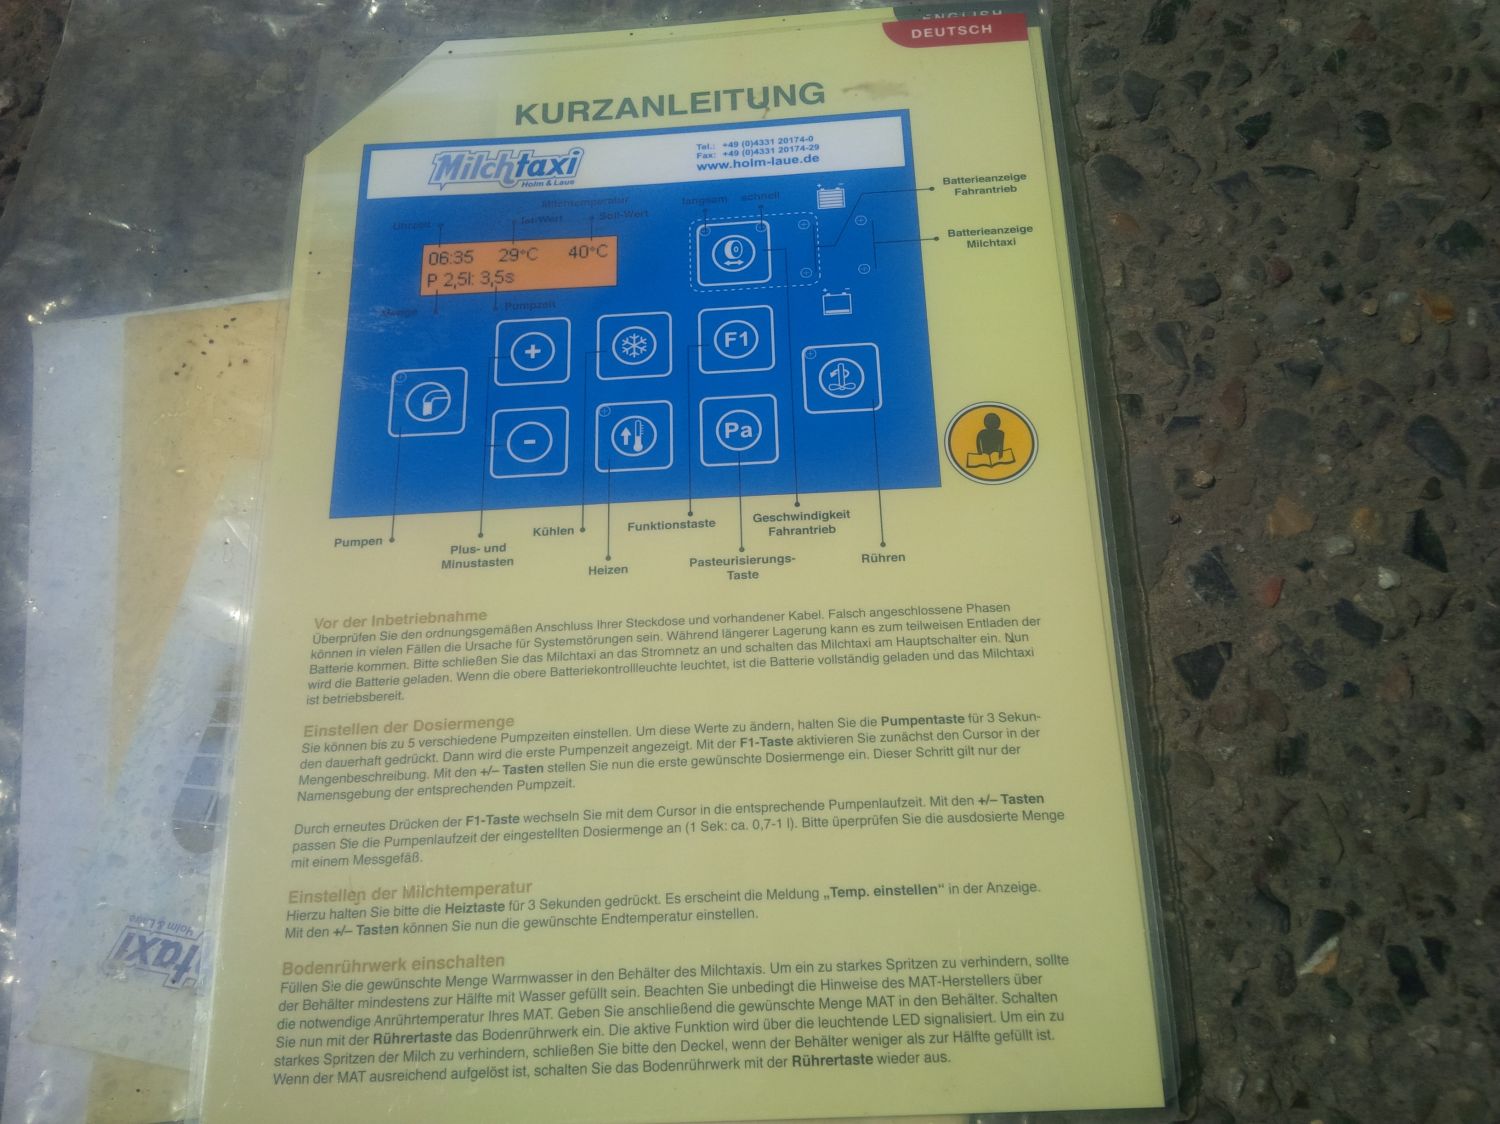 ENGLISH
DEUTSCH
KURZANLEITUNG
Milchtaxi
Holm & Laue
Tel.: +49 (0)4331 20174-0
Fax: +49 (0)4331 20174-29
www.holm-laue.de
Uhrzeit
Milchtemperatur
Ist-Wert
Soll-Wert
langsam
schnell
Batterieanzeige
Fahrantrieb
Batterieanzeige
Milchtaxi
06:35 29°C 40°C
P 2,5l: 3,5s
Menge
Pumpzeit
+
F1
-
Pa
Pumpen
Plus- und
Minustasten
Kühlen
Heizen
Funktionstaste
Pasteurisierungs-
Taste
Geschwindigkeit
Fahrantrieb
Rühren
Vor der Inbetriebnahme
Überprüfen Sie den ordnungsgemäßen Anschluss Ihrer Steckdose und vorhandener Kabel. Falsch angeschlossene Phasen
können in vielen Fällen die Ursache für Systemstörungen sein. Während längerer Lagerung kann es zum teilweisen Entladen der
Batterie kommen. Bitte schließen Sie das Milchtaxi an das Stromnetz an und schalten das Milchtaxi am Hauptschalter ein. Nun
wird die Batterie geladen. Wenn die obere Batteriekontrollleuchte leuchtet, ist die Batterie vollständig geladen und das Milchtaxi
ist betriebsbereit.
Einstellen der Dosiermenge
Sie können bis zu 5 verschiedene Pumpzeiten einstellen. Um diese Werte zu ändern, halten Sie die Pumpentaste für 3 Sekun-
den dauerhaft gedrückt. Dann wird die erste Pumpenzeit angezeigt. Mit der F1-Taste aktivieren Sie zunächst den Cursor in der
Mengenbeschreibung. Mit den +/– Tasten stellen Sie nun die erste gewünschte Dosiermenge ein. Dieser Schritt gilt nur der
Namensgebung der entsprechenden Pumpzeit.
Durch erneutes Drücken der F1-Taste wechseln Sie mit dem Cursor in die entsprechende Pumpenlaufzeit. Mit den +/– Tasten
passen Sie die Pumpenlaufzeit der eingestellten Dosiermenge an (1 Sek: ca. 0,7-1 l). Bitte üperprüfen Sie die ausdosierte Menge
mit einem Messgefäß.
Einstellen der Milchtemperatur
Hierzu halten Sie bitte die Heiztaste für 3 Sekunden gedrückt. Es erscheint die Meldung „Temp. einstellen“ in der Anzeige.
Mit den +/– Tasten können Sie nun die gewünschte Endtemperatur einstellen.
Bodenrührwerk einschalten
Füllen Sie die gewünschte Menge Warmwasser in den Behälter des Milchtaxis. Um ein zu starkes Spritzen zu verhindern, sollte
der Behälter mindestens zur Hälfte mit Wasser gefüllt sein. Beachten Sie unbedingt die Hinweise des MAT-Herstellers über
die notwendige Anrührtemperatur Ihres MAT. Geben Sie anschließend die gewünschte Menge MAT in den Behälter. Schalten
Sie nun mit der Rührertaste das Bodenrührwerk ein. Die aktive Funktion wird über die leuchtende LED signalisiert. Um ein zu
starkes Spritzen der Milch zu verhindern, schließen Sie bitte den Deckel, wenn der Behälter weniger als zur Hälfte gefüllt ist.
Wenn der MAT ausreichend aufgelöst ist, schalten Sie das Bodenrührwerk mit der Rührertaste wieder aus.
Holm & Laue
taxi